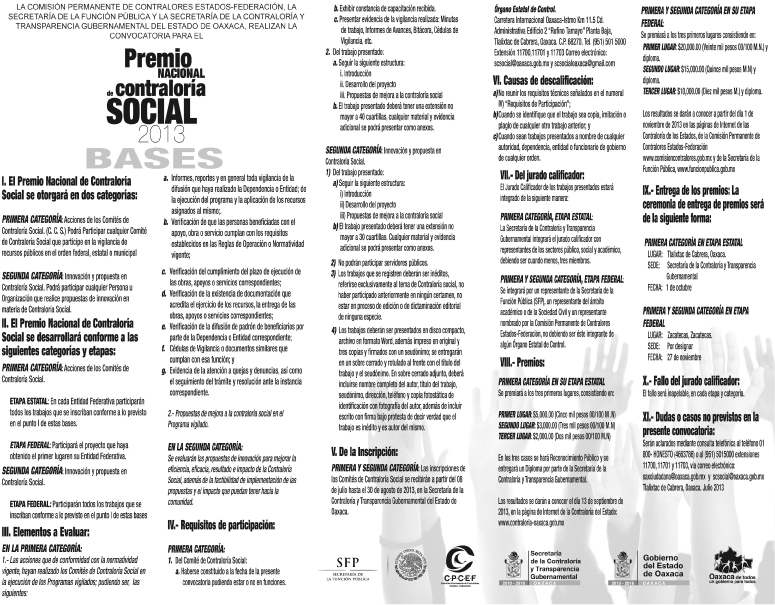 LA COMISIÓN PERMANENTE DE CONTRALORES ESTADOS-FEDERACIÓN, LA
SECRETARÍA DE LA FUNCIÓN PÚBLICA Y LA SECRETARÍA DE LA CONTRALORÍA Y
TRANSPARENCIA GUBERNAMENTAL DEL ESTADO DE OAXACA, REALIZAN LA
CONVOCATORIA PARA EL
Premio
NACIONAL
de contraloría
SOCIAL
2013
BASES
I. El Premio Nacional de Contraloría
Social se otorgará en dos categorías:
PRIMERA CATEGORÍA: Acciones de los Comités de
Contraloría Social. (C. C. S.) Podrá Participar cualquier Comité
de Contraloría Social que participe en la vigilancia de
recursos públicos en el orden federal, estatal o municipal
SEGUNDA CATEGORÍA: Innovación y propuesta en
Contraloría Social. Podrá participar cualquier Persona u
Organización que realice propuestas de innovación en
materia de Contraloría Social.
II. El Premio Nacional de Contraloría
Social se desarrollará conforme a las
siguientes categorías y etapas:
PRIMERA CATEGORÍA: Acciones de los Comités de
Contraloría Social.
ETAPA ESTATAL: En cada Entidad Federativa participarán
todos los trabajos que se inscriban conforme a lo previsto
en el punto I de estas bases.
ETAPA FEDERAL: Participará el proyecto que haya
obtenido el primer lugar en su Entidad Federativa.
SEGUNDA CATEGORÍA: Innovación y propuesta en
Contraloría Social.
ETAPA FEDERAL: Participarán todos los trabajos que se
inscriban conforme a lo previsto en el punto I de estas bases
III. Elementos a Evaluar:
EN LA PRIMERA CATEGORÍA:
1.- Las acciones que de conformidad con la normatividad
vigente, hayan realizado los Comités de Contraloría Social en
la ejecución de los Programas vigilados; pudiendo ser, las
siguientes:
a. Informes, reportes y en general toda vigilancia de la
difusión que haya realizado la Dependencia o Entidad; de
la ejecución del programa y la aplicación de los recursos
asignados al mismo;.
b. Verificación de que las personas beneficiadas con el
apoyo, obra o servicio cumplan con los requisitos
establecidos en las Reglas de Operación o Normatividad
vigente;
c. Verificación del cumplimiento del plazo de ejecución de
las obras, apoyos o servicios correspondientes;
d. Verificación de la existencia de documentación que
acredita el ejercicio de los recursos, la entrega de las
obras, apoyos o servicios correspondientes;
e. Verificación de la difusión de padrón de beneficiarios por
parte de la Dependencia o Entidad correspondiente;
f. Cédulas de Vigilancia o documentos similares que
cumplan con esa función; y
g. Evidencia de la atención a quejas y denuncias, así como
el seguimiento del trámite y resolución ante la instancia
correspondiente.
2.- Propuestas de mejora a la contraloría social en el
Programa vigilado.
EN LA SEGUNDA CATEGORÍA:
Se evaluarán las propuestas de innovación para mejorar la
eficiencia, eficacia, resultado e impacto de la Contraloría
Social, además de la factibilidad de implementación de las
propuestas y el impacto que puedan tener hacia la
comunidad.
IV.- Requisitos de participación:
PRIMERA CATEGORÍA:
1. Del Comité de Contraloría Social:
a. Haberse constituido a la fecha de la presente
convocatoria pudiendo estar o no en funciones.
b. Exhibir constancia de capacitación recibida.
c. Presentar evidencia de la vigilancia realizada: Minutas
de trabajo, Informes de Avances, Bitácora, Cédulas de
Vigilancia, etc.
2. Del trabajo presentado:
a. Seguir la siguiente estructura:
i. Introducción
ii. Desarrollo del proyecto
iii. Propuestas de mejora a la contraloría social
b. El trabajo presentado deberá tener una extensión no
mayor a 40 cuartillas, cualquier material y evidencia
adicional se podrá presentar como anexos.
SEGUNDA CATEGORÍA: Innovación y propuesta en
Contraloría Social.
1) Del trabajo presentado:
a) Seguir la siguiente estructura:
i) Introducción
ii) Desarrollo del proyecto
iii) Propuestas de mejora a la contraloría social
b) El trabajo presentado deberá tener una extensión no
mayor a 30 cuartillas. Cualquier material y evidencia
adicional se podrá presentar como anexo.
2) No podrán participar servidores públicos.
3) Los trabajos que se registren deberán ser inéditos,
referirse exclusivamente al tema de Contraloría social, no
haber participado anteriormente en ningún certamen, no
estar en proceso de edición o de dictaminación editorial
de ninguna especie.
4) Los trabajos deberán ser presentados en disco compacto,
archivo en formato Word, además impresa en original y
tres copias y firmados con un seudónimo; se entregarán
en un sobre cerrado y rotulado al frente con el título del
trabajo y el seudónimo. En sobre cerrado adjunto, deberá
incluirse nombre completo del autor, título del trabajo,
seudónimo, dirección, teléfono y copia fotostática de
identificación con fotografía del autor, además de incluir
escrito con firma bajo protesta de decir verdad que el
trabajo es inédito y es autor del mismo.
V. De la Inscripción:
PRIMERA Y SEGUNDA CATEGORÍA: Las inscripciones de
los Comités de Contraloría Social se recibirán a partir del 08
de julio hasta el 30 de agosto de 2013, en la Secretaría de la
Contraloría y Transparencia Gubernamental del Estado de
Oaxaca.
Órgano Estatal de Control.
Carretera Internacional Oaxaca-Istmo Km 11.5 Cd.
Administrativa Edificio 2 "Rufino Tamayo" Planta Baja,
Tlalixtac de Cabrera, Oaxaca. C.P. 68270. Tel. (951) 501 5000
Extensión 11700,11701 y 11703 Correo electrónico:
scsocial@oaxaca.gob.mx y scsocialoaxaca@gmail.com
VI. Causas de descalificación:
a) No reunir los requisitos técnicos señalados en el numeral
IV) "Requisitos de Participación";
b) Cuando se identifique que el trabajo sea copia, imitación o
plagio de cualquier otro trabajo anterior; y
c) Cuando sean trabajos presentados a nombre de cualquier
autoridad, dependencia, entidad o funcionario de gobierno
de cualquier orden.
VII.- Del jurado calificador:
El Jurado Calificador de los trabajos presentados estará
integrado de la siguiente manera:
PRIMERA CATEGORÍA, ETAPA ESTATAL:
La Secretaría de la Contraloría y Transparencia
Gubernamental integrará el jurado calificador con
representantes de los sectores público, social y académico,
debiendo ser cuando menos, tres miembros.
PRIMERA Y SEGUNDA CATEGORÍA, ETAPA FEDERAL:
Se integrará por un representante de la Secretaría de la
Función Pública (SFP), un representante del ámbito
académico o de la Sociedad Civil y un representante
nombrado por la Comisión Permanente de Contralores
Estados-Federación, no debiendo ser éste integrante de
algún Órgano Estatal de Control.
VIII.- Premios:
PRIMERA CATEGORÍA EN SU ETAPA ESTATAL
Se premiará a los tres primeros lugares, consistiendo en:
PRIMER LUGAR: $5,000.00 (Cinco mil pesos 00/100 M.N)
SEGUNDO LUGAR: $3,000.00 (Tres mil pesos 00/100 M.N)
TERCER LUGAR: $2,000.00 (Dos mil pesos 00/100 M.N)
En los tres casos se hará Reconocimiento Público y se
entregará un Diploma por parte de la Secretaría de la
Contraloría y Transparencia Gubernamental.
Los resultados se darán a conocer el día 13 de septiembre de
2013, en la página de Internet de la Contraloría del Estado:
www.contraloria-oaxaca.gob.mx
PRIMERA Y SEGUNDA CATEGORÍA EN SU ETAPA
FEDERAL:
Se premiará a los tres primeros lugares consistiendo en:
PRIMER LUGAR: $20,000.00 (Veinte mil pesos 00/100 M.N.) y
diploma.
SEGUNDO LUGAR: $15,000.00 (Quince mil pesos M.N) y
diploma.
TERCER LUGAR: $10,000.00 (Diez mil pesos M.) y diploma.
Los resultados se darán a conocer a partir del día 1 de
noviembre de 2013 en las páginas de Internet de las
Contraloría de los Estados, de la Comisión Permanente de
Contralores Estados-Federación
www.comisioncontralores.gob.mx y de la Secretaría de la
Función Pública, www.funcionpublica.gob.mx
IX.- Entrega de los premios: La
ceremonia de entrega de premios será
de la siguiente forma:
PRIMERA CATEGORÍA EN ETAPA ESTATAL
LUGAR: Tlalixtac de Cabrera, Oaxaca.
SEDE: Secretaría de la Contraloría y Transparencia
Gubernamental
FECHA: 1 de octubre
PRIMERA Y SEGUNDA CATEGORÍA EN ETAPA
FEDERAL
LUGAR: Zacatecas, Zacatecas.
SEDE: Por designar
FECHA: 27 de noviembre
X.- Fallo del jurado calificador:
El fallo será inapelable, en cada etapa y categoría.
XI.- Dudas o casos no previstos en la
presente convocatoria:
Serán aclarados mediante consulta telefónica al teléfono 01
800- HONESTO (4663786) o al (951) 5015000 extensiones
11700, 11701 y 11703, vía correo electrónico:
oaxciudadana@oaxaca.gob.mx y scsocial@oaxaca.gob.mx
Tlalixtac de Cabrera, Oaxaca. Julio 2013
SFP
SECRETARÍA DE
LA FUNCIÓN PÚBLICA
CPCEF
Secretaría
de la Contraloría
y Transparencia
Gubernamental
2010 - 2016
OAXACA
Gobierno
del Estado
de Oaxaca
2010 - 2016
OAXACA
Oaxaca de todos
un gobierno para todos